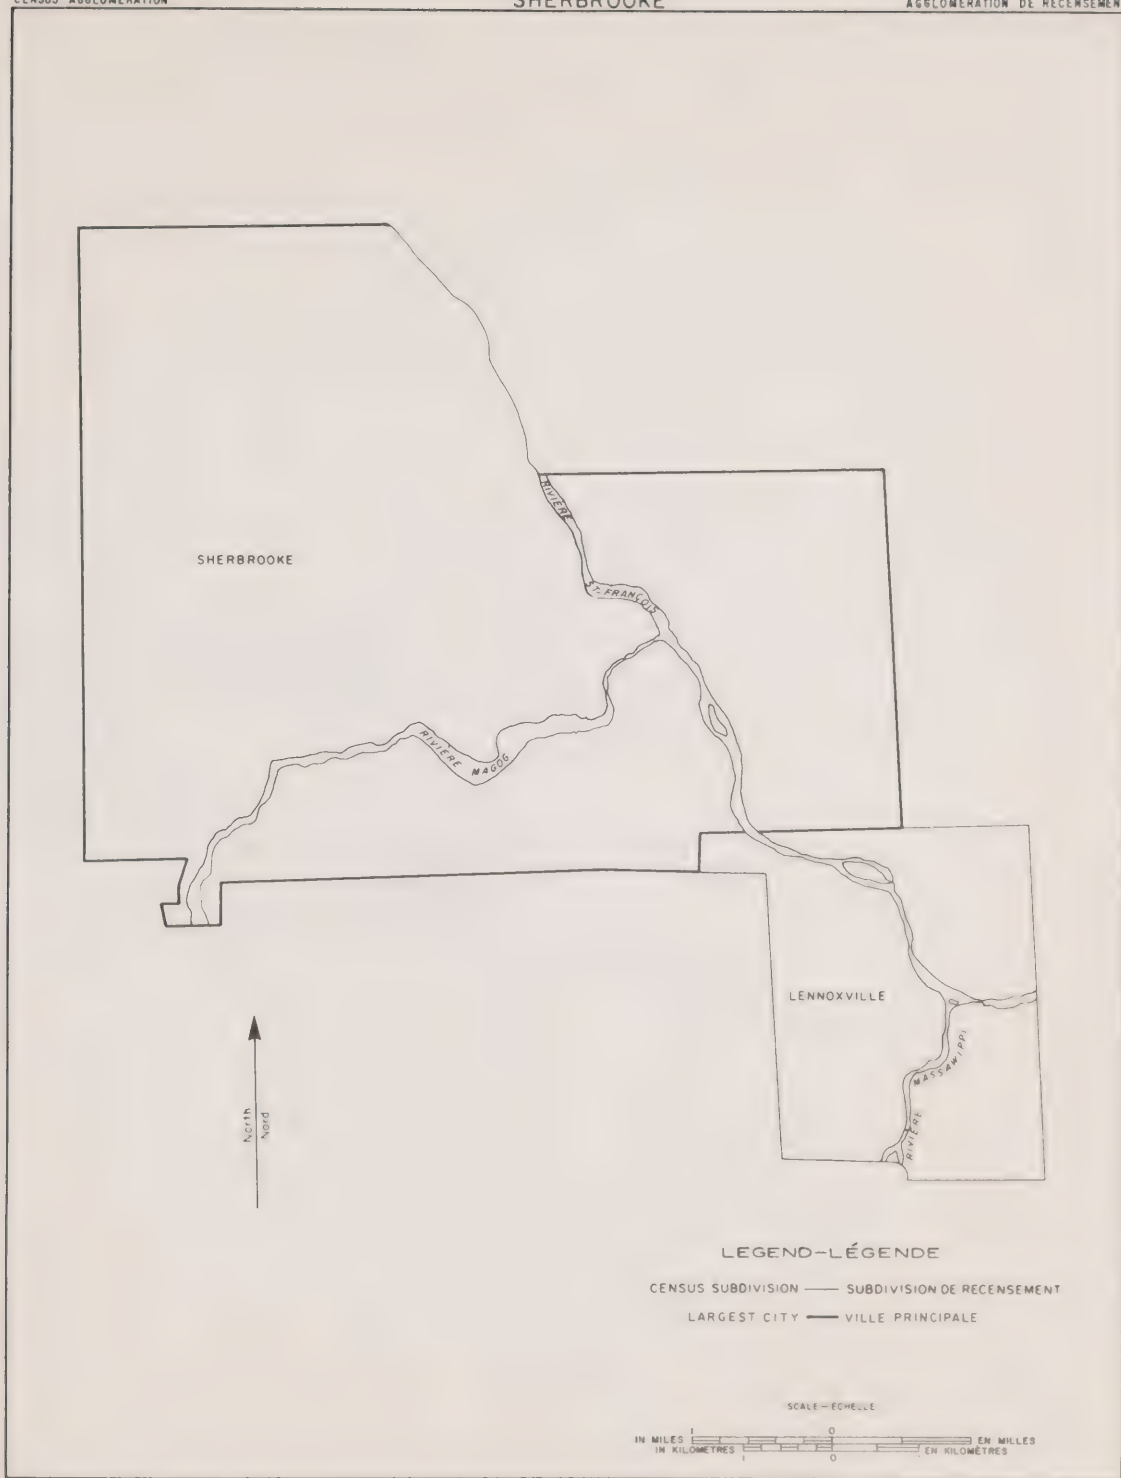 CENSUS AGGLOMERATION
SHERBROOKE
AGGLOMÉRATION DE RECENSEMEN
RIVIÈRE
SHERBROOKE
ST-FRANÇOIS
RIVIÈRE MAGOG
LENNOXVILLE
RIVIÈRE MASSAWIPPI
North
Nord
LEGEND-LÉGENDE
CENSUS SUBDIVISION —— SUBDIVISION DE RECENSEMENT
LARGEST CITY —— VILLE PRINCIPALE
SCALE-ÉCHELLE
1 0
IN MILES EN MILLES
IN KILOMETRES EN KILOMÈTRES
1 0